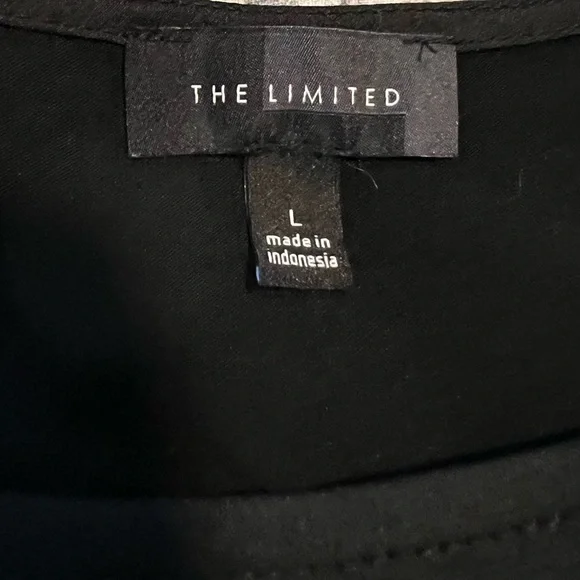 THE LIMITED
L
made in
indonesia